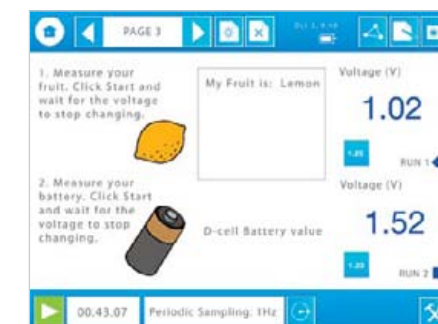 PAGE 3
1. Measure your
fruit. Click Start and
wait for the voltage
to stop changing.
My Fruit is: Lemon
Voltage (V)
1.02
RUN 1
2. Measure your
battery. Click Start
and wait for the
voltage to stop
changing.
D-cell Battery value
Voltage (V)
1.52
RUN 2
00.43.07
Periodic Sampling: 1Hz